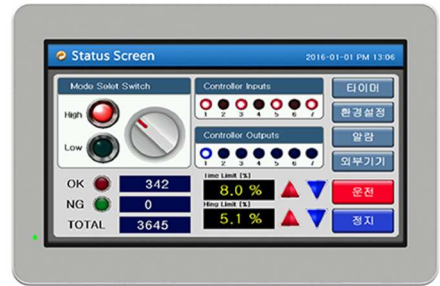 Status Screen
2016-01-01 PM 13:06
Mode Selet Switch
High
Low
Controller Inputs
1 2 3 4 5 6 7
Controller Outputs
1 2 3 4 5 6 7
타이머
환경설정
알람
외부기기
OK 342
NG 0
TOTAL 3645
Time Limit (%)
8.0 %
Hing Limit (%)
5.1 %
운전
정지